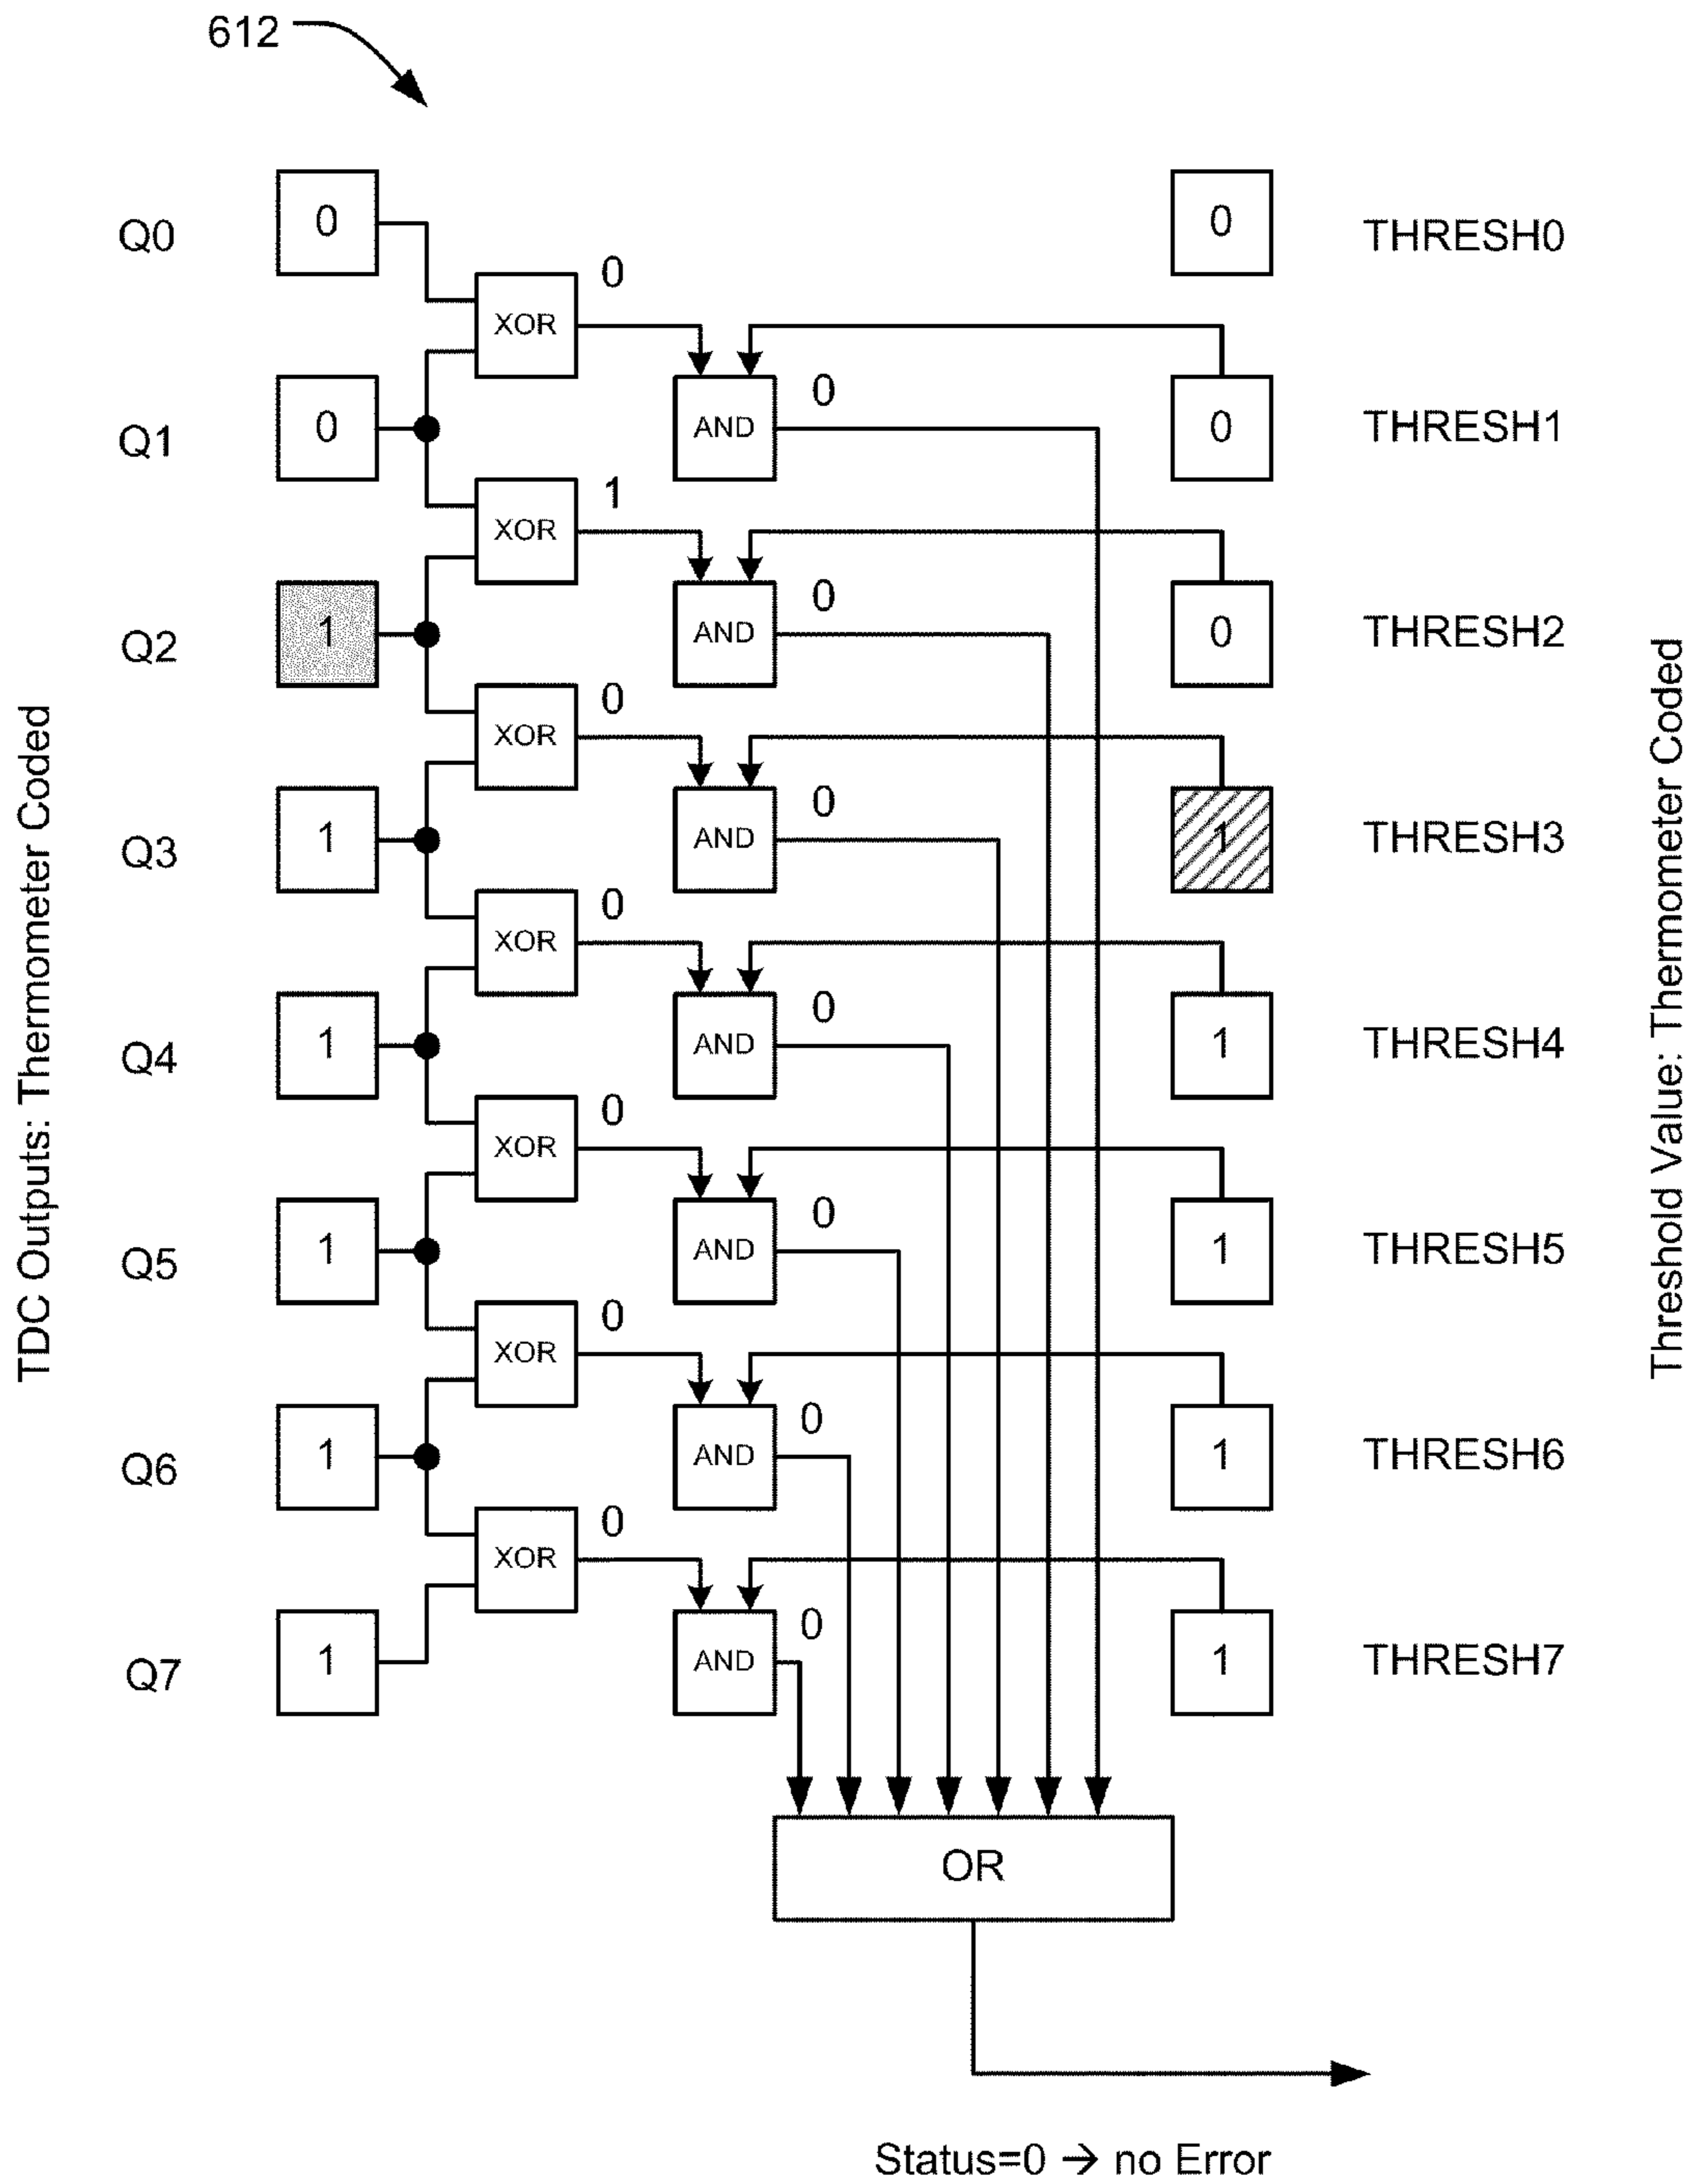 612
Q0
0
0
THRESH0
XOR
0
Q1
0
AND
0
0
THRESH1
XOR
1
Q2
1
AND
0
0
THRESH2
XOR
0
Q3
1
AND
0
1
THRESH3
XOR
0
Q4
1
AND
0
1
THRESH4
XOR
0
Q5
1
AND
0
1
THRESH5
XOR
0
Q6
1
AND
0
1
THRESH6
XOR
0
Q7
1
AND
0
1
THRESH7
TDC Outputs: Thermometer Coded
Threshold Value: Thermometer Coded
OR
Status=0 → no Error